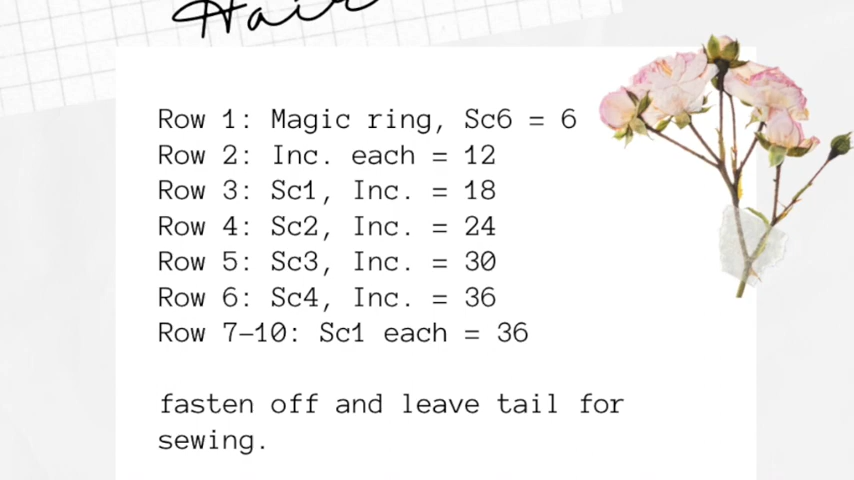 Hair
Row 1: Magic ring, Sc6 = 6
Row 2: Inc. each = 12
Row 3: Sc1, Inc. = 18
Row 4: Sc2, Inc. = 24
Row 5: Sc3, Inc. = 30
Row 6: Sc4, Inc. = 36
Row 7-10: Sc1 each = 36
fasten off and leave tail for
sewing.